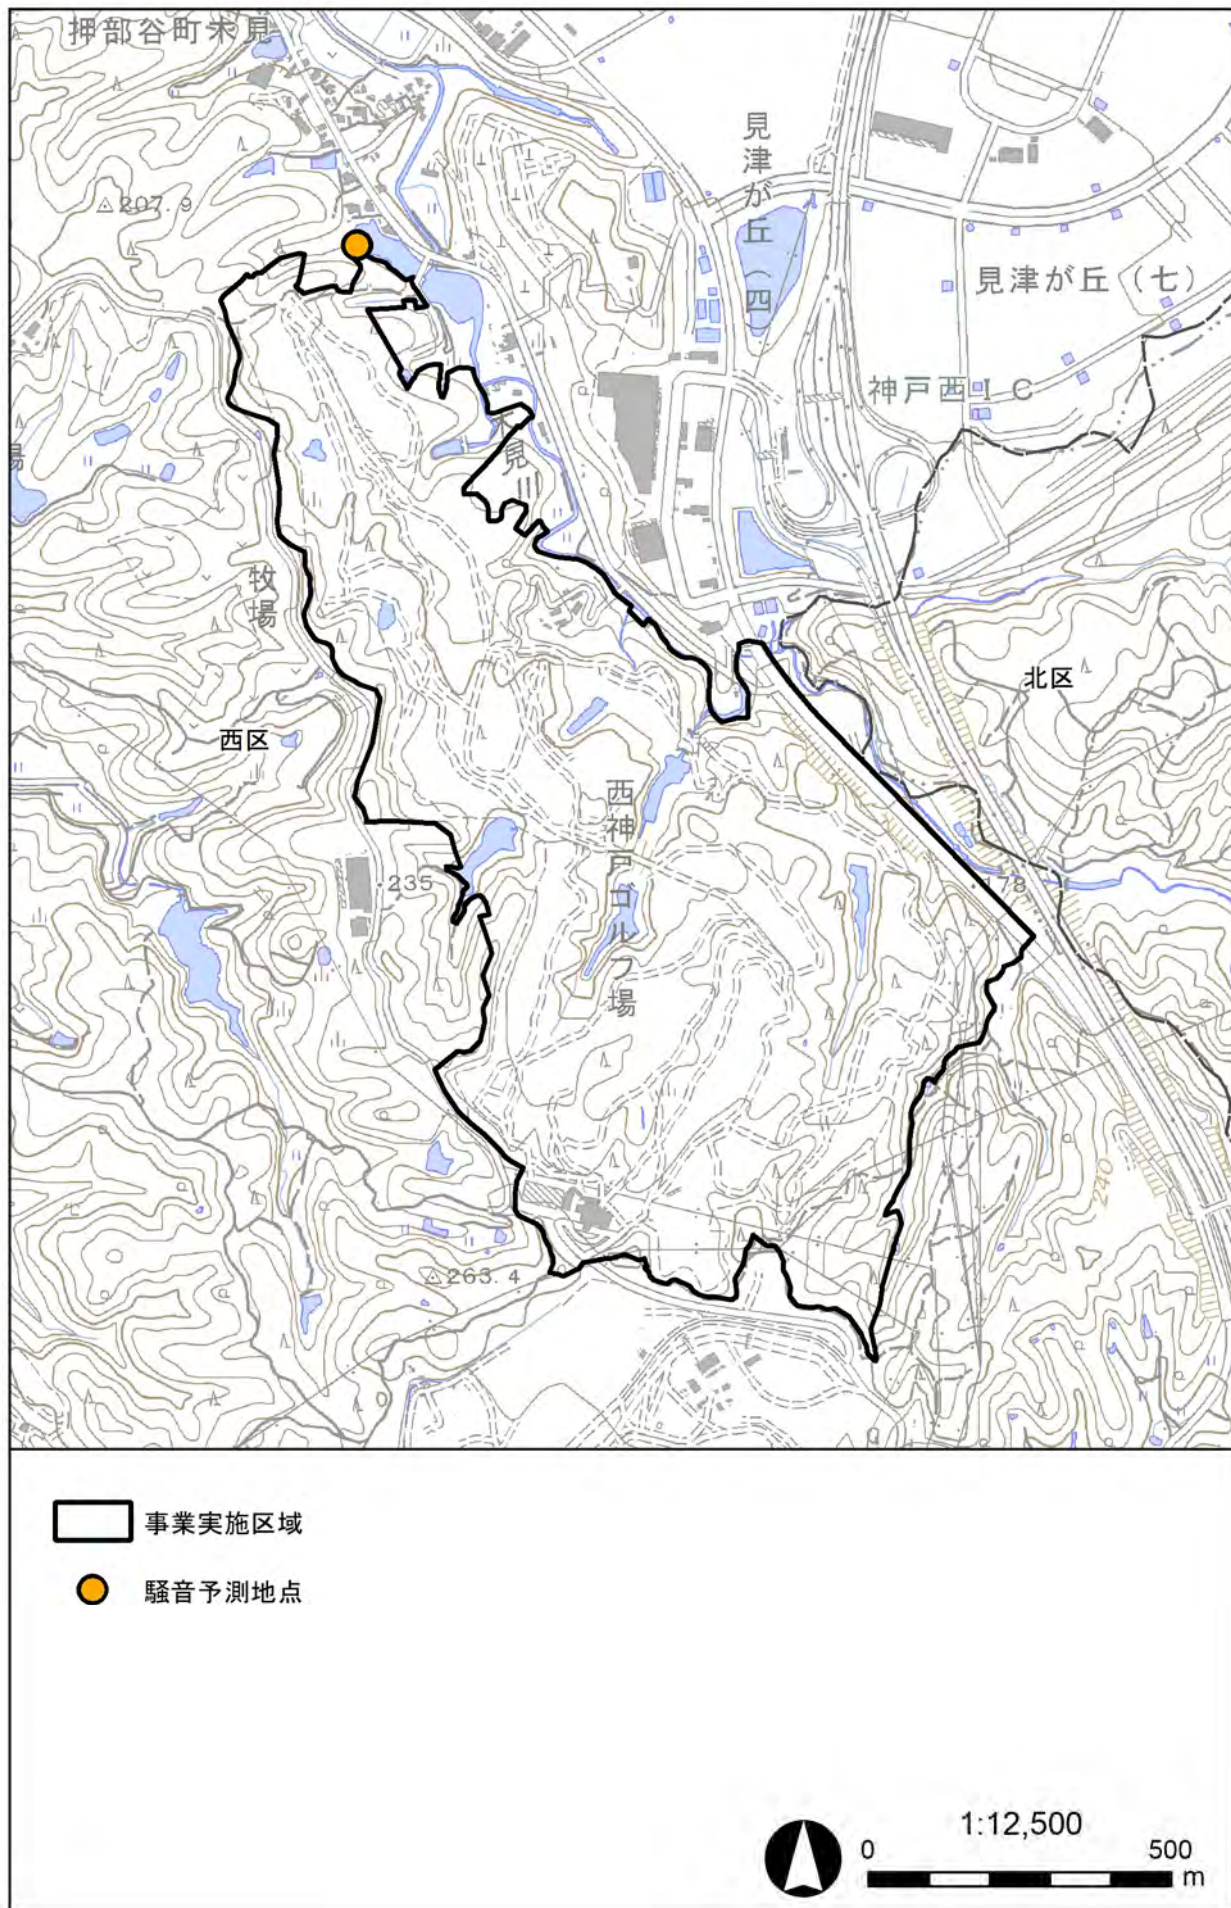 押部谷町木見
見津が丘(四)
207.9
見津が丘(七)
神戸西IC
木見川
牧場
場
北区
西区
西神戸ゴルフ場
235
178
240
263.4
事業実施区域
騒音予測地点
1:12,500
0 500
m